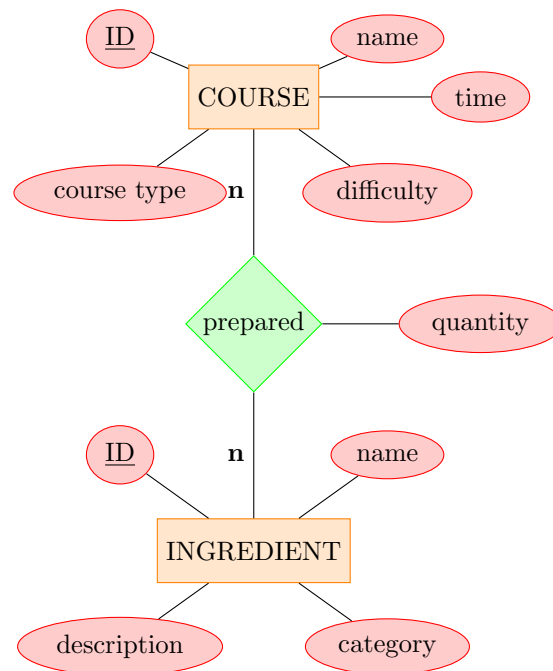 ID
name
COURSE
time
course type
n
difficulty
prepared
quantity
ID
n
name
INGREDIENT
description
category